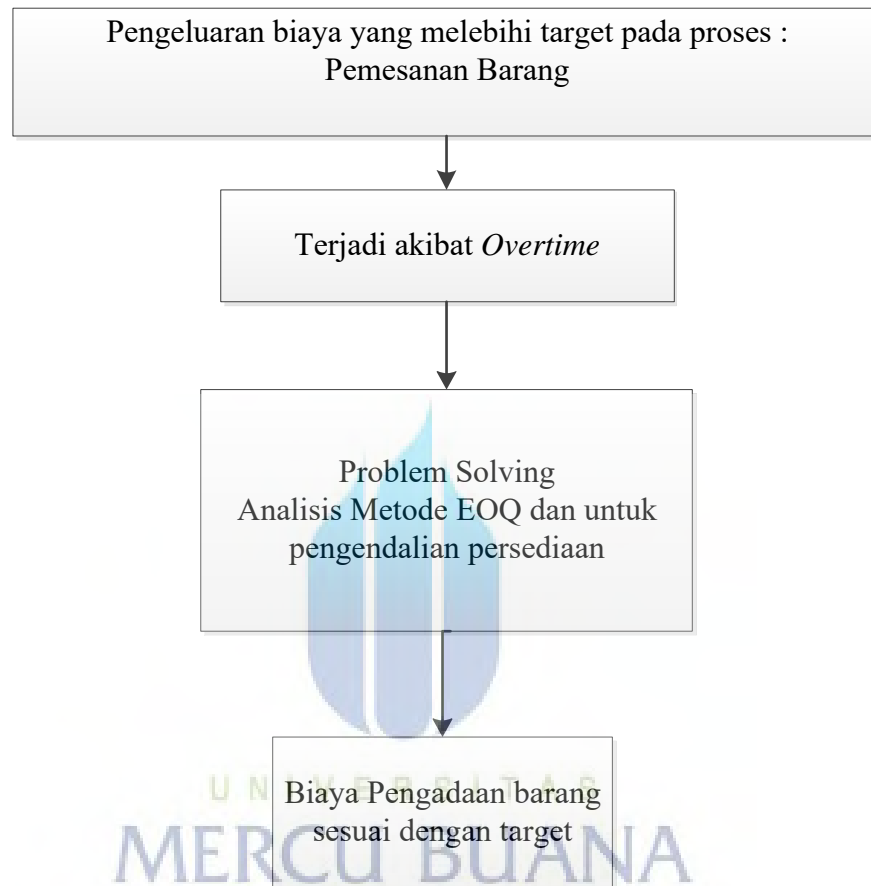 Pengeluaran biaya yang melebihi target pada proses :
Pemesanan Barang
Terjadi akibat Overtime
Problem Solving
Analisis Metode EOQ dan untuk
pengendalian persediaan
UNIVERSITAS
Biaya Pengadaan barang
sesuai dengan target
MERCU BUANA